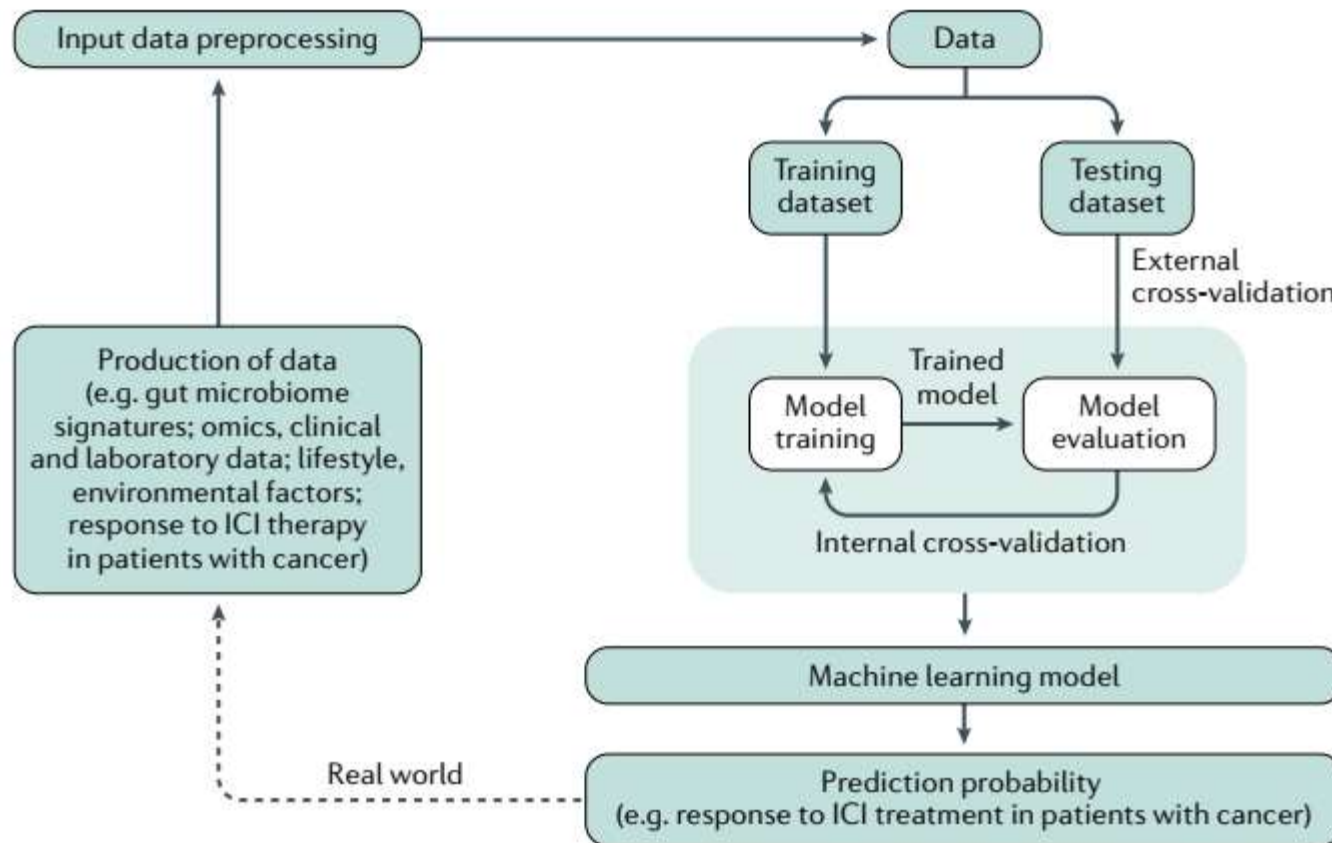 Input data preprocessing
Data
Training
dataset
Testing
dataset
External
cross-validation
Production of data
(e.g. gut microbiome
signatures; omics, clinical
and laboratory data; lifestyle,
environmental factors;
response to ICI therapy
in patients with cancer)
Trained
model
Model
training
Model
evaluation
Internal cross-validation
Machine learning model
Real world
Prediction probability
(e.g. response to ICI treatment in patients with cancer)